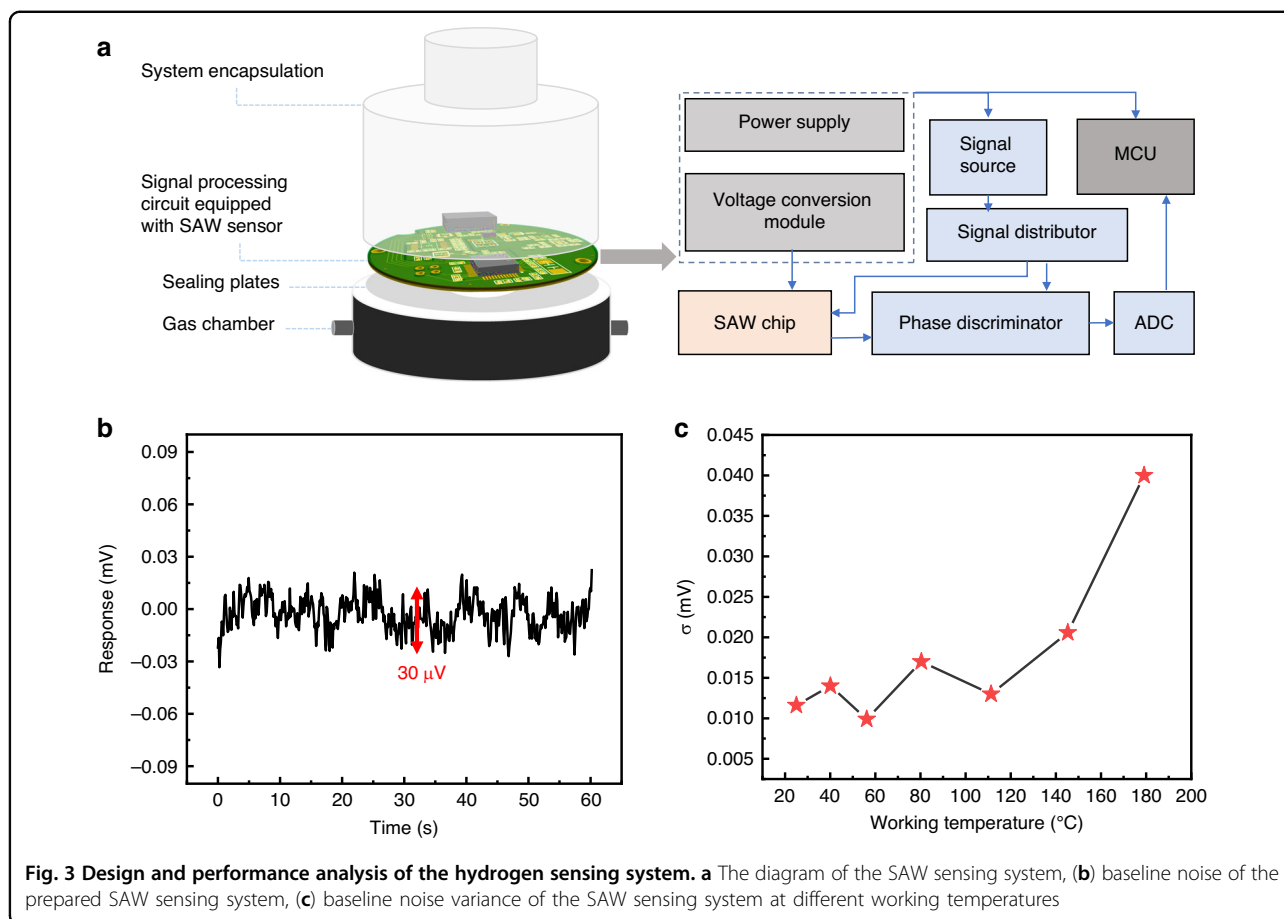 a
System encapsulation
Signal processing
circuit equipped
with SAW sensor
Sealing plates
Gas chamber
Power supply
Voltage conversion
module
Signal
source
MCU
Signal distributor
SAW chip
Phase discriminator
ADC
b
0.09
0.06
0.03
0.00
–0.03
–0.06
–0.09
Response (mV)
30 μV
0 10 20 30 40 50 60
Time (s)
c
0.045
0.040
0.035
0.030
0.025
0.020
0.015
0.010
0.005
σ (mV)
20 40 60 80 100 120 140 160 180 200
Working temperature (°C)
Fig. 3 Design and performance analysis of the hydrogen sensing system. a The diagram of the SAW sensing system, (b) baseline noise of the
prepared SAW sensing system, (c) baseline noise variance of the SAW sensing system at different working temperatures